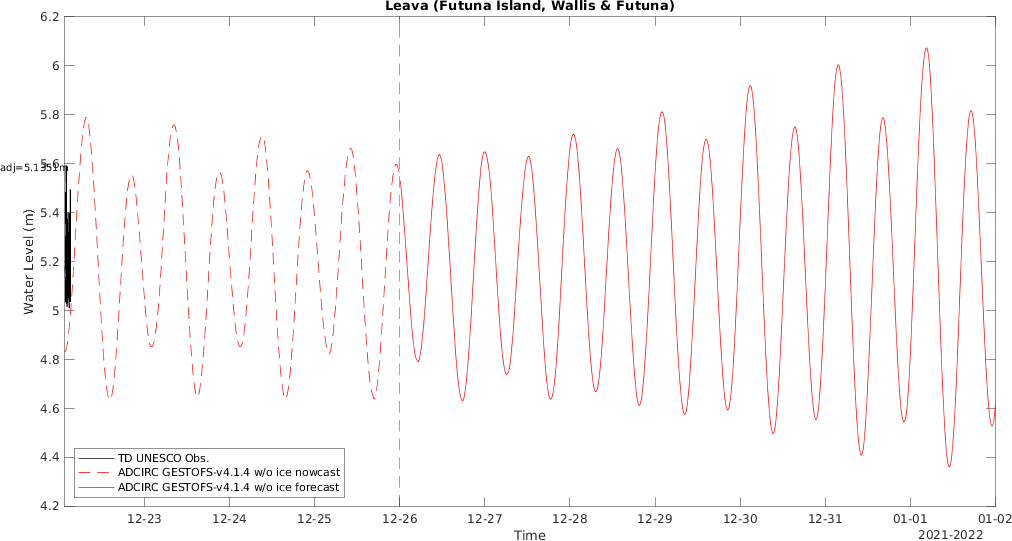 Leava (Futuna Island, Wallis & Futuna)
6.2
6
5.8
5.6
adj=5.1351m
5.4
5.2
5
4.8
4.6
4.4
4.2
Water Level (m)
TD UNESCO Obs.
ADCIRC GESTOFS-v4.1.4 w/o ice nowcast
ADCIRC GESTOFS-v4.1.4 w/o ice forecast
12-23 12-24 12-25 12-26 12-27 12-28 12-29 12-30 12-31 01-01 01-02
Time
2021-2022